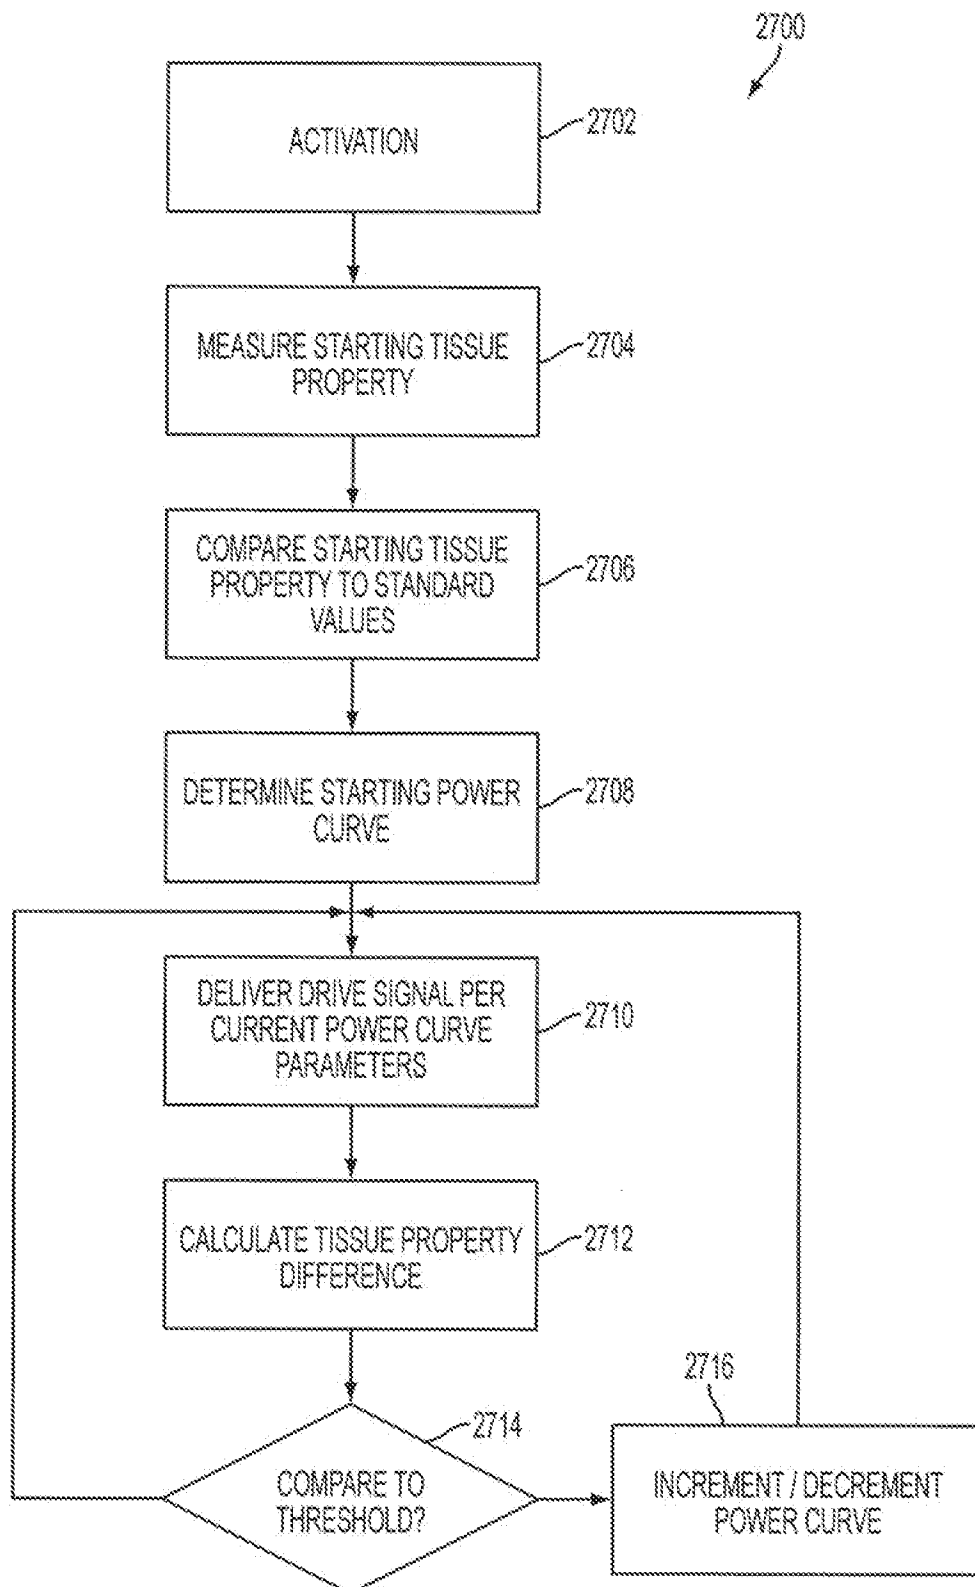 2700
ACTIVATION
2702
MEASURE STARTING TISSUE
PROPERTY
2704
COMPARE STARTING TISSUE
PROPERTY TO STANDARD
VALUES
2706
DETERMINE STARTING POWER
CURVE
2708
DELIVER DRIVE SIGNAL PER
CURRENT POWER CURVE
PARAMETERS
2710
CALCULATE TISSUE PROPERTY
DIFFERENCE
2712
COMPARE TO
THRESHOLD?
2714
2716
INCREMENT / DECREMENT
POWER CURVE